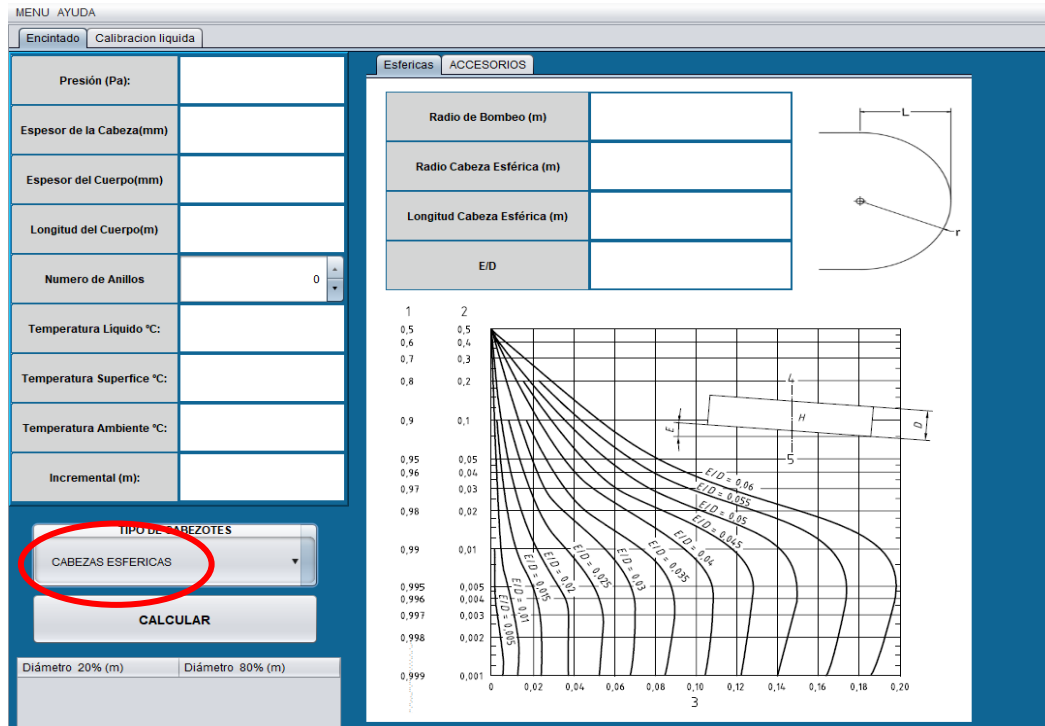 MENU AYUDA
Encintado Calibracion liquida
Presión (Pa):
Espesor de la Cabeza(mm)
Espesor del Cuerpo(mm)
Longitud del Cuerpo(m)
Numero de Anillos 0
Temperatura Liquido ºC:
Temperatura Superfice ºC:
Temperatura Ambiente ºC:
Incremental (m):
TIPO DE CABEZOTES
CABEZAS ESFERICAS
CALCULAR
Diámetro 20% (m) Diámetro 80% (m)
Esfericas ACCESORIOS
Radio de Bombeo (m)
Radio Cabeza Esférica (m)
Longitud Cabeza Esférica (m)
E/D
L
r
1 2
0,5 0,5
0,6 0,4
0,7 0,3
0,8 0,2
0,9 0,1
0,95 0,05
0,96 0,04
0,97 0,03
0,98 0,02
0,99 0,01
0,995 0,005
0,996 0,004
0,997 0,003
0,998 0,002
0,999 0,001
4
H
E
D
5
E/D = 0,06
E/D = 0,055
E/D = 0,05
E/D = 0,045
E/D = 0,04
E/D = 0,035
E/D = 0,03
E/D = 0,025
E/D = 0,02
E/D = 0,015
E/D = 0,01
E/D = 0,005
0 0,02 0,04 0,06 0,08 0,10 0,12 0,14 0,16 0,18 0,20
3